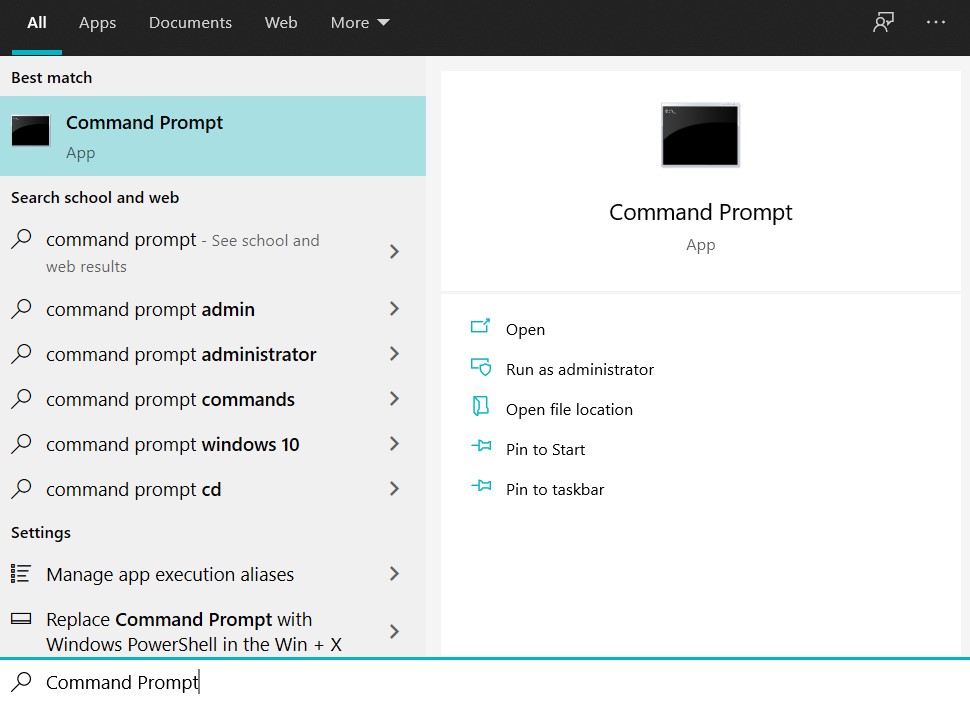 All Apps Documents Web More
Best match
Command Prompt
App
Search school and web
command prompt - See school and
web results
command prompt admin
command prompt administrator
command prompt commands
command prompt windows 10
command prompt cd
Settings
Manage app execution aliases
Replace Command Prompt with
Windows PowerShell in the Win + X
Command Prompt
App
Open
Run as administrator
Open file location
Pin to Start
Pin to taskbar
Command Prompt